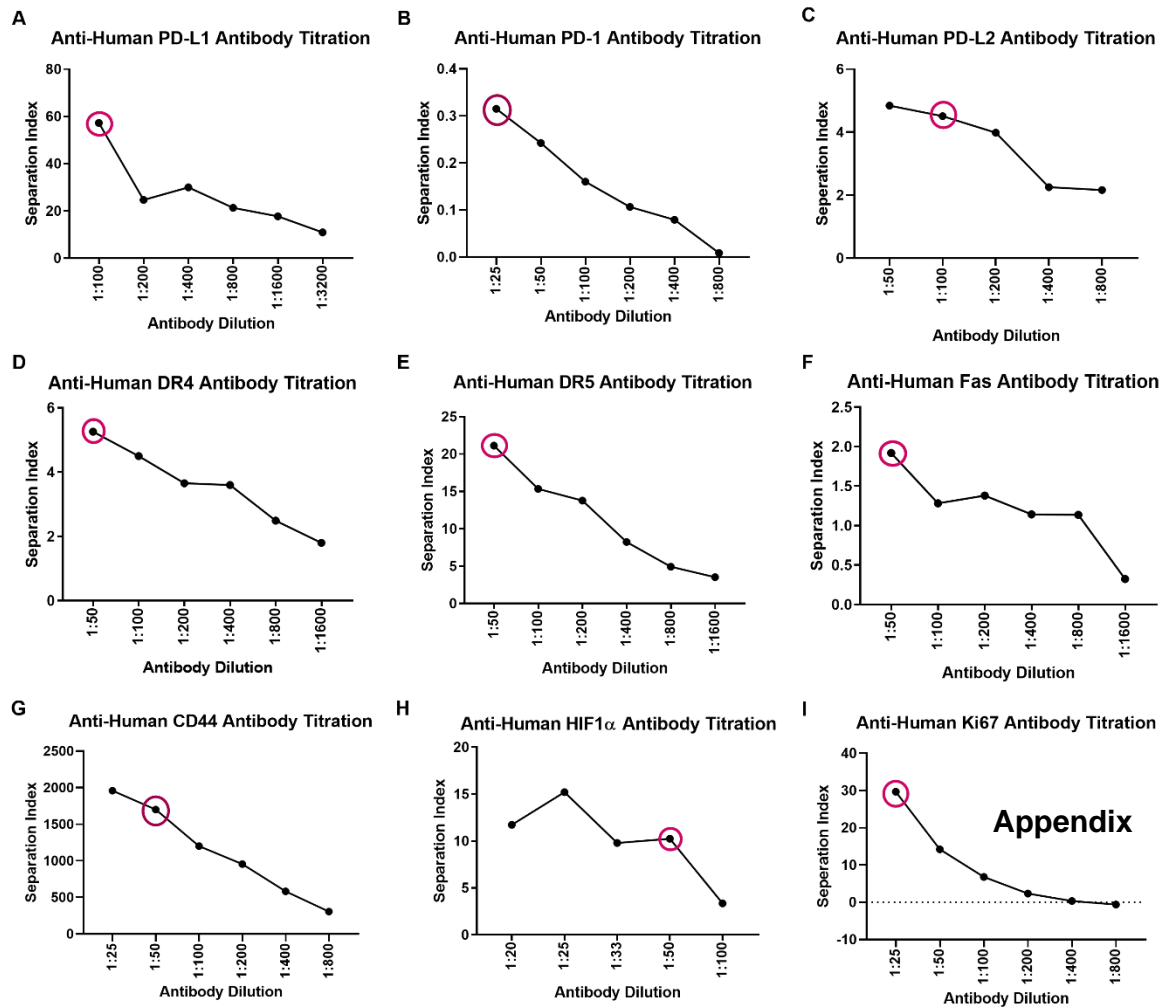 A
Anti-Human PD-L1 Antibody Titration
Separation Index
80
60
40
20
0
1:100
1:200
1:400
1:800
1:1600
1:3200
Antibody Dilution
B
Anti-Human PD-1 Antibody Titration
Separation Index
0.4
0.3
0.2
0.1
0.0
1:25
1:50
1:100
1:200
1:400
1:800
Antibody Dilution
C
Anti-Human PD-L2 Antibody Titration
Seperation Index
6
4
2
0
1:50
1:100
1:200
1:400
1:800
Antibody Dilution
D
Anti-Human DR4 Antibody Titration
Separation Index
6
4
2
0
1:50
1:100
1:200
1:400
1:800
1:1600
Antibody Dilution
E
Anti-Human DR5 Antibody Titration
Separation Index
25
20
15
10
5
0
1:50
1:100
1:200
1:400
1:800
1:1600
Antibody Dilution
F
Anti-Human Fas Antibody Titration
Separation Index
2.5
2.0
1.5
1.0
0.5
0.0
1:50
1:100
1:200
1:400
1:800
1:1600
Antibody Dilution
G
Anti-Human CD44 Antibody Titration
Separation Index
2500
2000
1500
1000
500
0
1:25
1:50
1:100
1:200
1:400
1:800
Antibody Dilution
H
Anti-Human HIF1α Antibody Titration
Separation Index
20
15
10
5
0
1:20
1:25
1:33
1:50
1:100
Antibody Dilution
I
Anti-Human Ki67 Antibody Titration
Seperation Index
40
30
20
10
0
-10
Appendix
1:25
1:50
1:100
1:200
1:400
1:800
Antibody Dilution